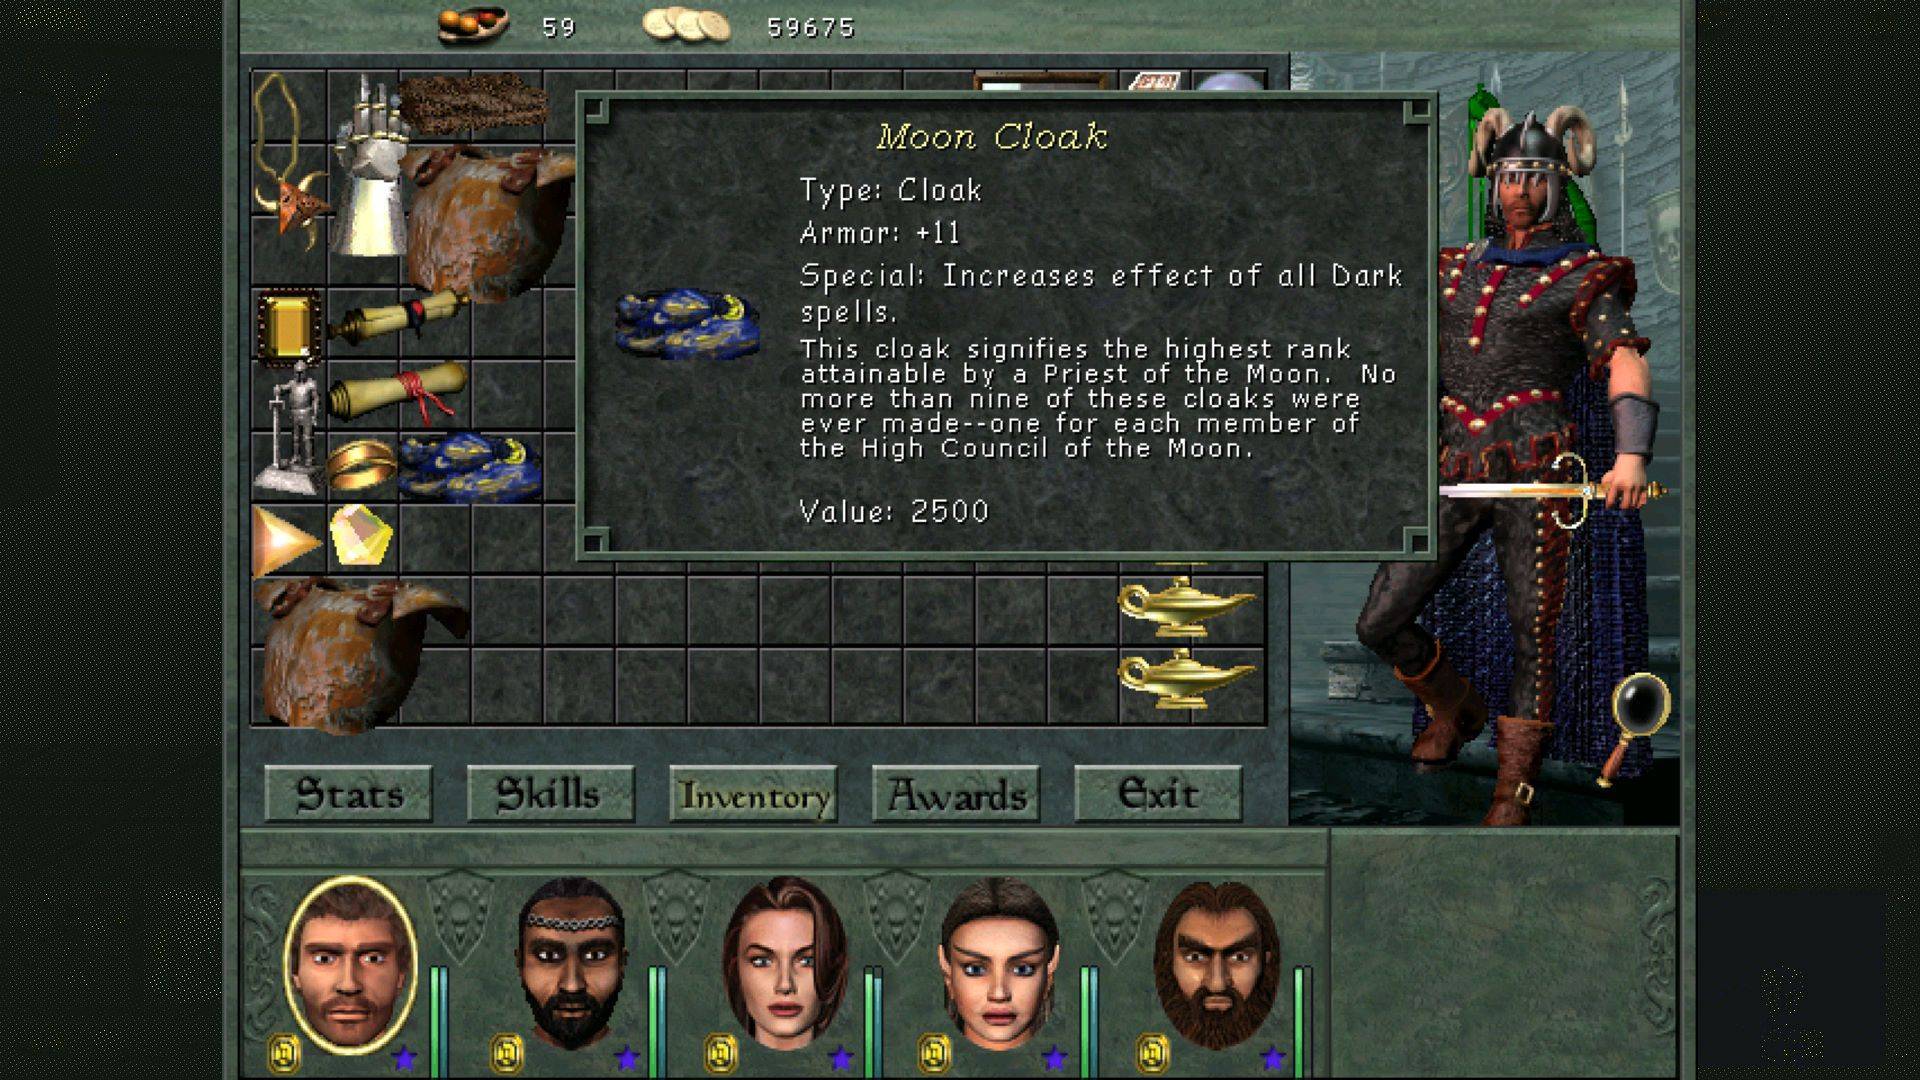 59 59675
Moon Cloak
Type: Cloak
Armor: +11
Special: Increases effect of all Dark
spells.
This cloak signifies the highest rank
attainable by a Priest of the Moon. No
more than nine of these cloaks were
ever made--one for each member of
the High Council of the Moon.
Value: 2500
Stats Skills Inventory Awards Exit